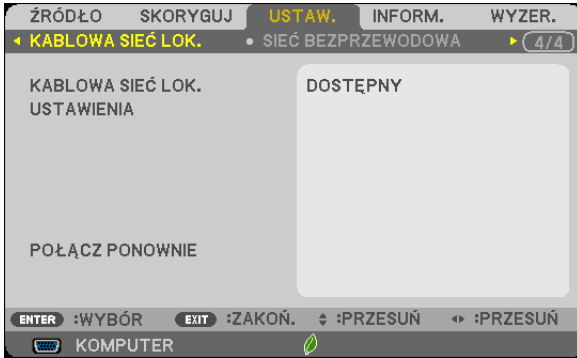 ŹRÓDŁO SKORYGUJ USTAW. INFORM. WYZER.
KABLOWA SIEĆ LOK. • SIEĆ BEZPRZEWODOWA 4/4
KABLOWA SIEĆ LOK. DOSTĘPNY
USTAWIENIA
POŁĄCZ PONOWNIE
ENTER :WYBÓR EXIT :ZAKOŃ. :PRZESUŃ :PRZESUŃ
KOMPUTER